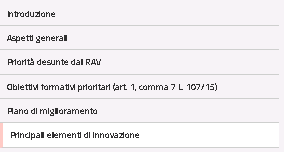 Introduzione
Aspetti generali
Priorità desunte dal RAV
Obiettivi formativi prioritari (art. 1, comma 7 L. 107/15)
Piano di miglioramento
Principali elementi di innovazione